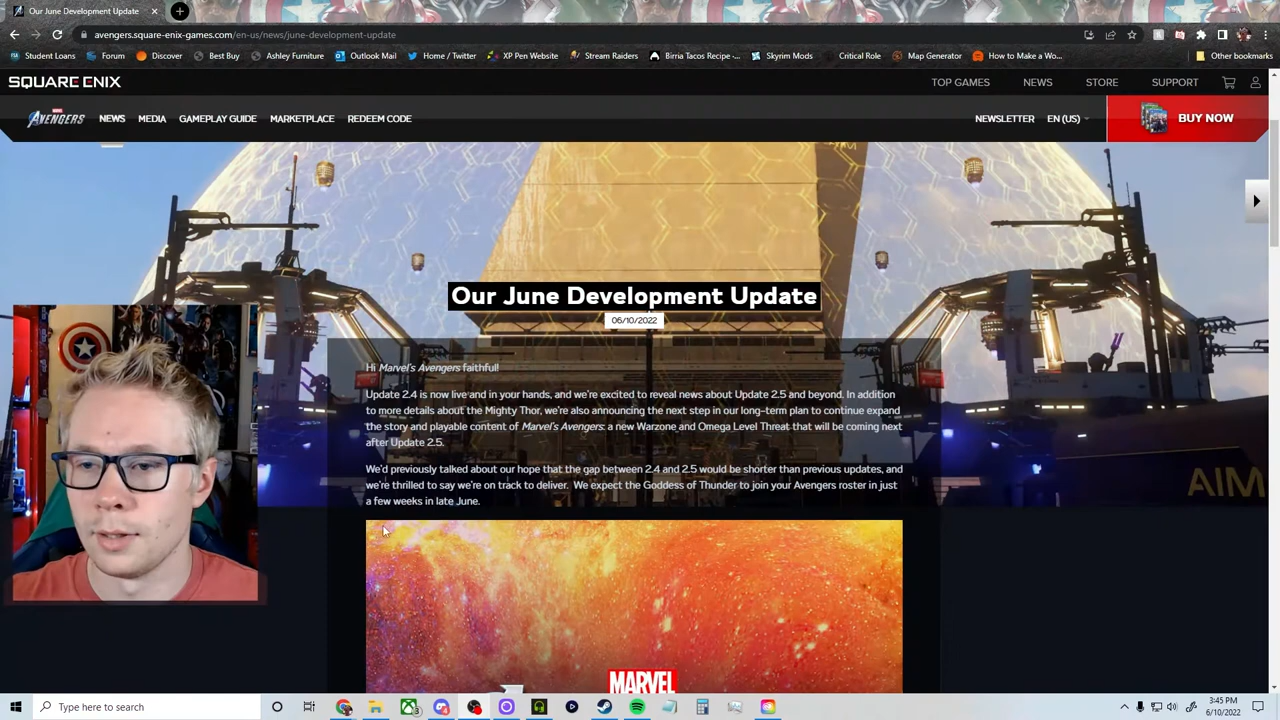 Our June Development Update
avengers.square-enix-games.com/en-us/news/june-development-update
Student Loans Forum Discover Best Buy Ashley Furniture Outlook Mail Home / Twitter XP Pen Website Stream Raiders Birria Tacos Recipe -... Skyrim Mods Critical Role Map Generator How to Make a Wo... Other bookmarks
SQUARE ENIX TOP GAMES NEWS STORE SUPPORT
MARVEL AVENGERS NEWS MEDIA GAMEPLAY GUIDE MARKETPLACE REDEEM CODE NEWSLETTER EN (US) BUY NOW
Our June Development Update
06/10/2022
Hi Marvel's Avengers faithful!
Update 2.4 is now live and in your hands, and we're excited to reveal news about Update 2.5 and beyond. In addition
to more details about the Mighty Thor, we're also announcing the next step in our long-term plan to continue expand
the story and playable content of Marvel's Avengers: a new Warzone and Omega Level Threat that will be coming next
after Update 2.5.
We'd previously talked about our hope that the gap between 2.4 and 2.5 would be shorter than previous updates, and
we're thrilled to say we're on track to deliver. We expect the Goddess of Thunder to join your Avengers roster in just
a few weeks in late June.
AIM
MARVEL
Type here to search
3:45 PM
6/10/2022